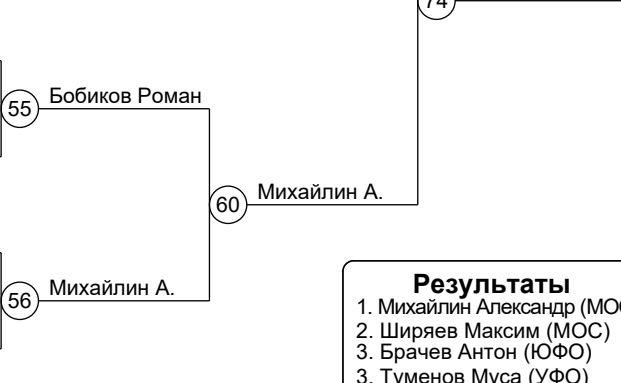 74
55 Бобиков Роман
60 Михайлин А.
56 Михайлин А.
Результаты
1. Михайлин Александр (МОС
2. Ширяев Максим (МОС)
3. Брачев Антон (ЮФО)
3. Туменов Муса (УФО)